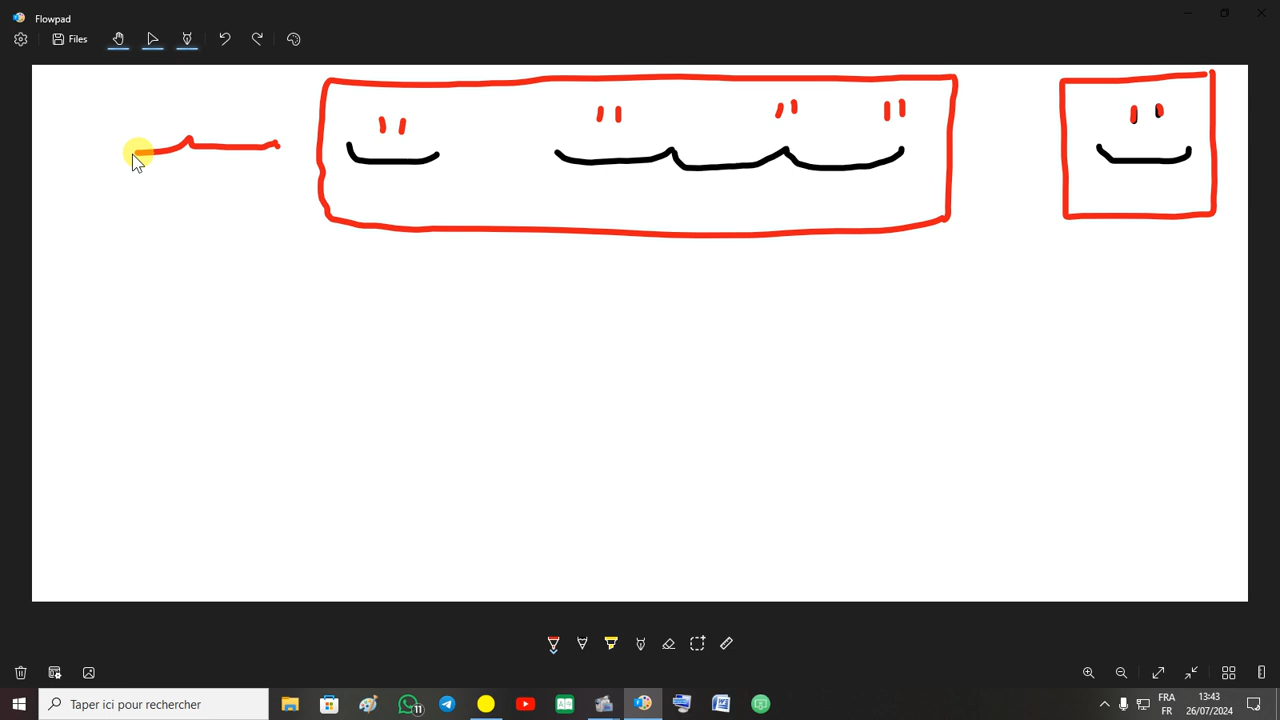 Flowpad
Files
Taper ici pour rechercher
11
FRA
FR
13:43
26/07/2024